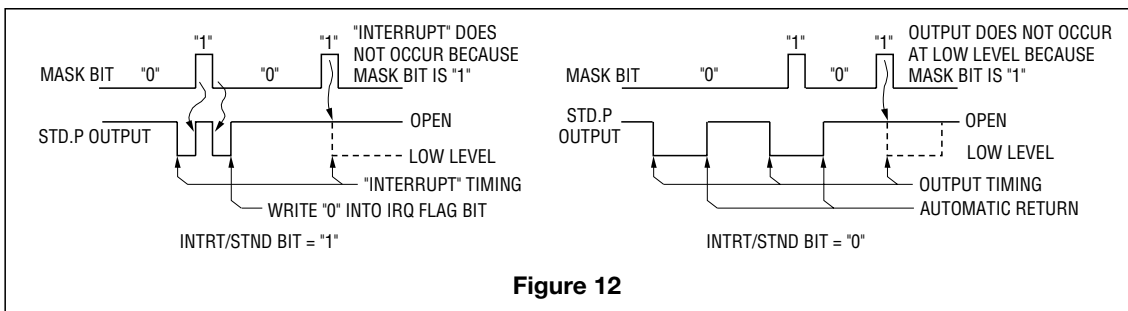 "1"
"1"
"INTERRUPT" DOES
NOT OCCUR BECAUSE
MASK BIT IS "1"
MASK BIT
"0"
"0"
STD.P OUTPUT
OPEN
LOW LEVEL
"INTERRUPT" TIMING
WRITE "0" INTO IRQ FLAG BIT
INTRT/STND BIT = "1"
"1"
"1"
OUTPUT DOES NOT OCCUR
AT LOW LEVEL BECAUSE
MASK BIT IS "1"
MASK BIT
"0"
"0"
STD.P
OUTPUT
OPEN
LOW LEVEL
OUTPUT TIMING
AUTOMATIC RETURN
INTRT/STND BIT = "0"
Figure 12